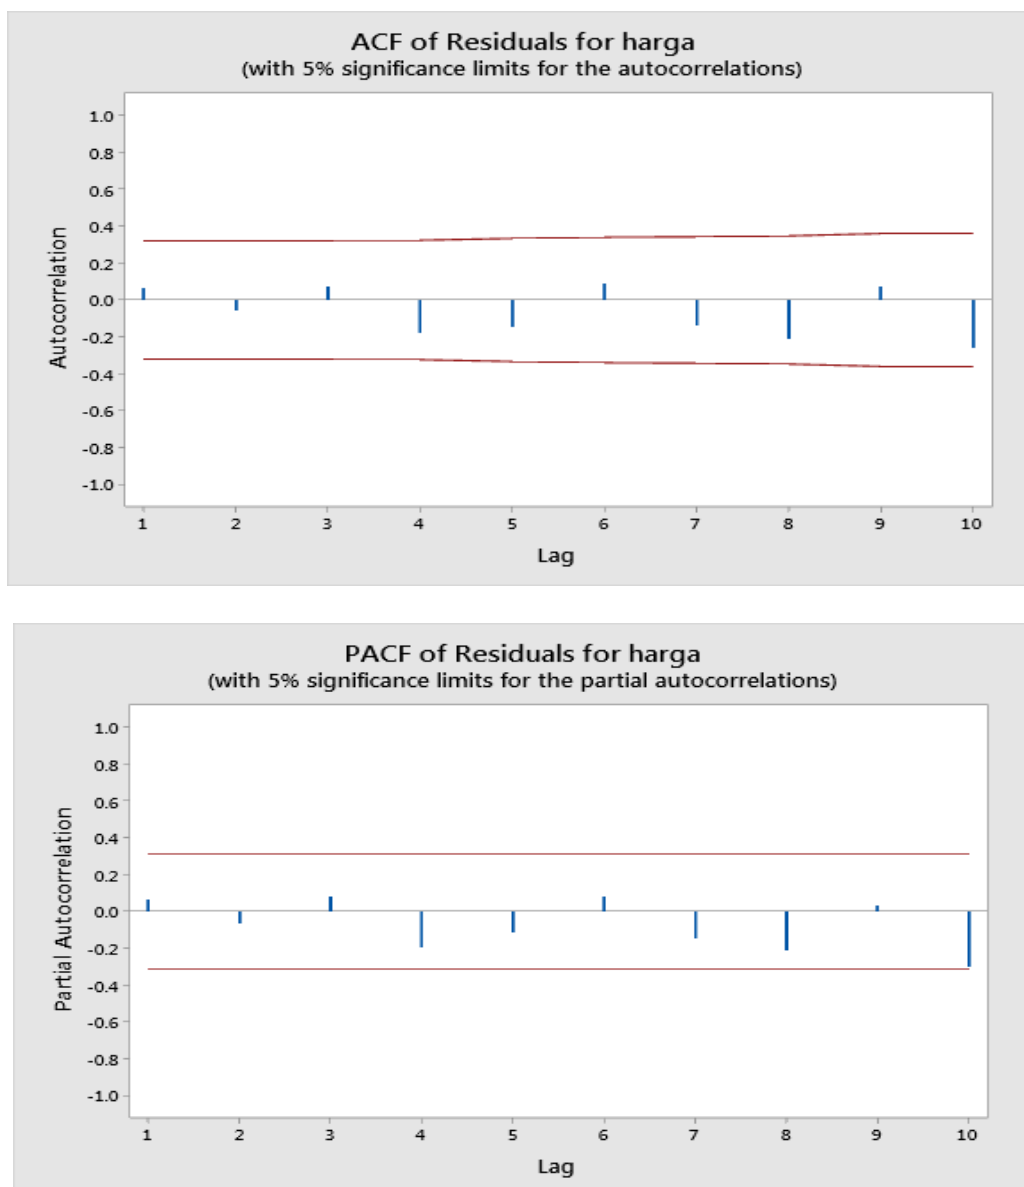 ACF of Residuals for harga
(with 5% significance limits for the autocorrelations)
1.0
0.8
0.6
0.4
0.2
0.0
-0.2
-0.4
-0.6
-0.8
-1.0
Autocorrelation
1 2 3 4 5 6 7 8 9 10
Lag
PACF of Residuals for harga
(with 5% significance limits for the partial autocorrelations)
1.0
0.8
0.6
0.4
0.2
0.0
-0.2
-0.4
-0.6
-0.8
-1.0
Partial Autocorrelation
1 2 3 4 5 6 7 8 9 10
Lag